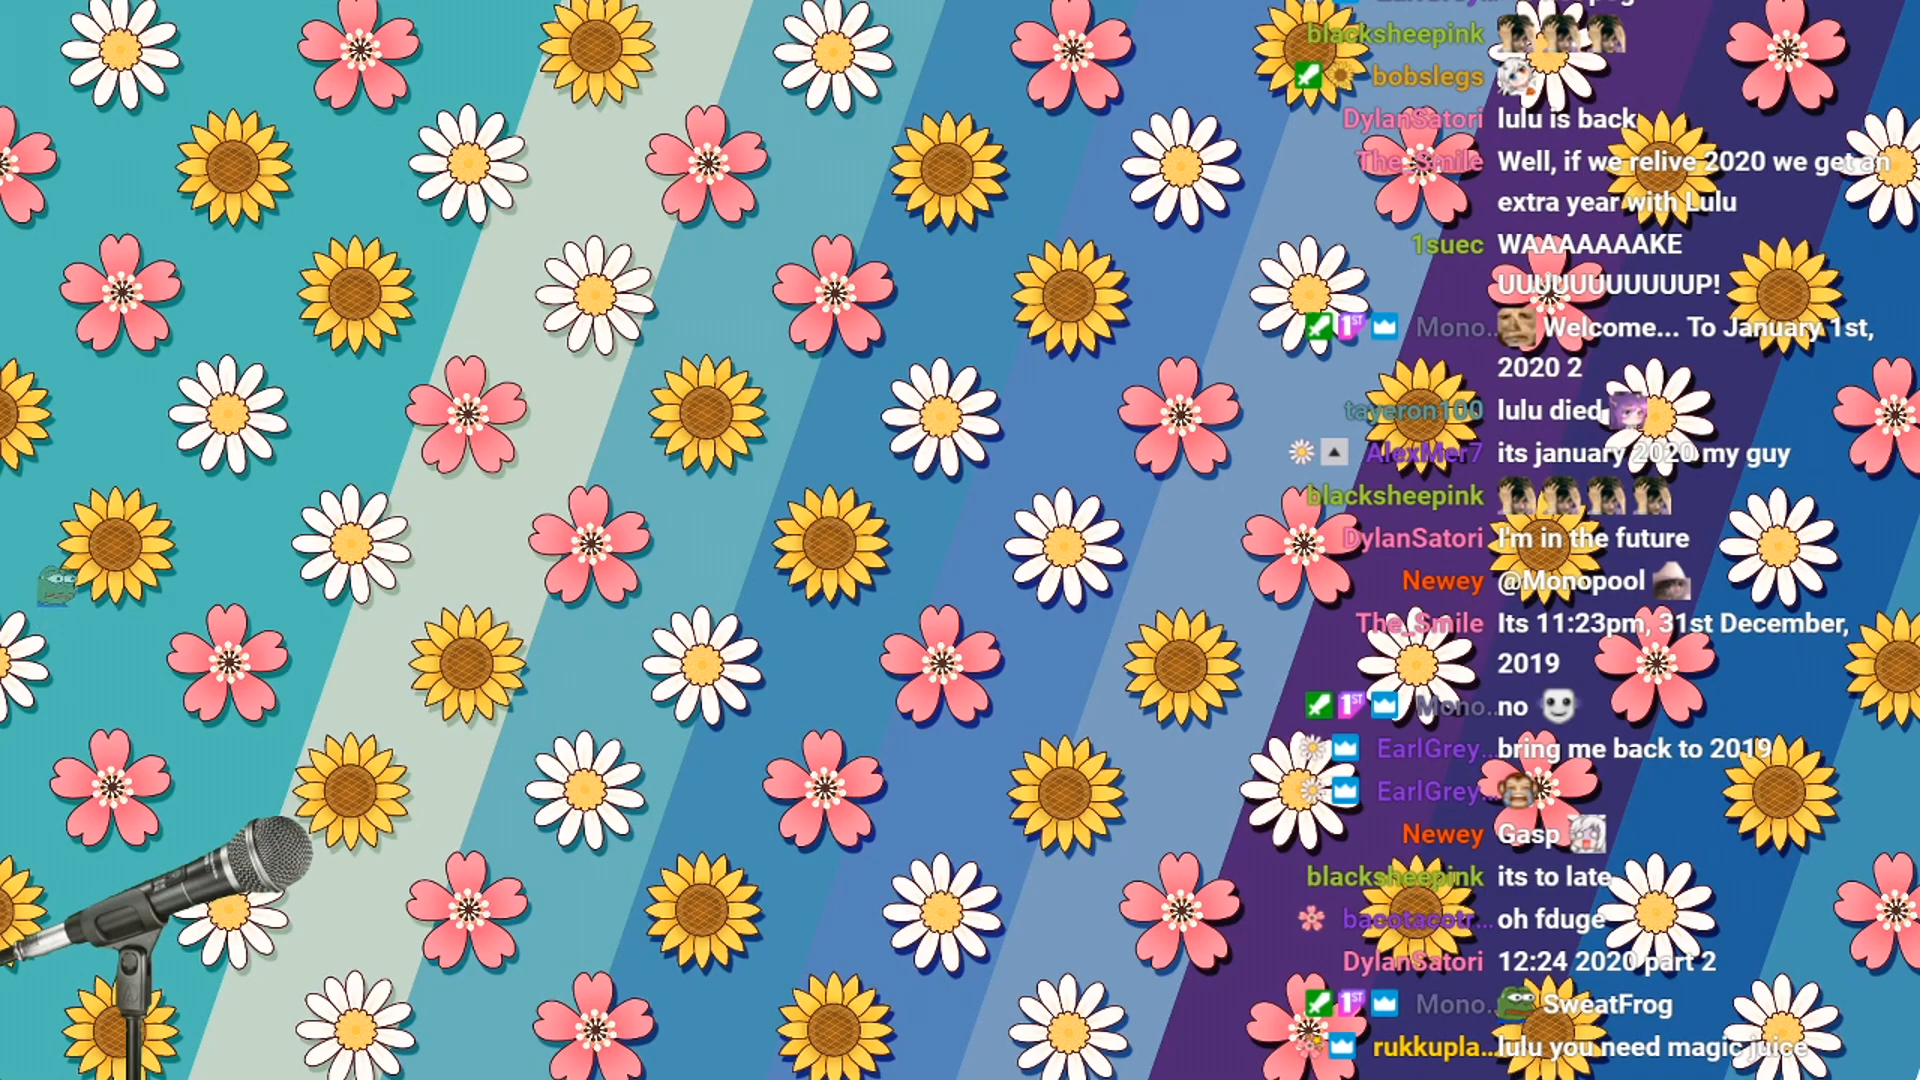 blacksheepink
bobslegs
DylanSatori lulu is back
The_Smile Well, if we relive 2020 we get an
extra year with Lulu
1suec WAAAAAAAKE
UUUUUUUUUUUP!
1ST Mono... Welcome... To January 1st,
2020 2
tayeron100 lulu died
AlexMer7 its january 2020 my guy
blacksheepink
DylanSatori I'm in the future
Newey @Monopool
The_Smile Its 11:23pm, 31st December,
2019
1ST Mono... no
EarlGrey... bring me back to 2019
EarlGrey...
Newey Gasp
blacksheepink its to late
bacotacotr... oh fduge
DylanSatori 12:24 2020 part 2
1ST Mono... SweatFrog
rukkupla... lulu you need magic juice